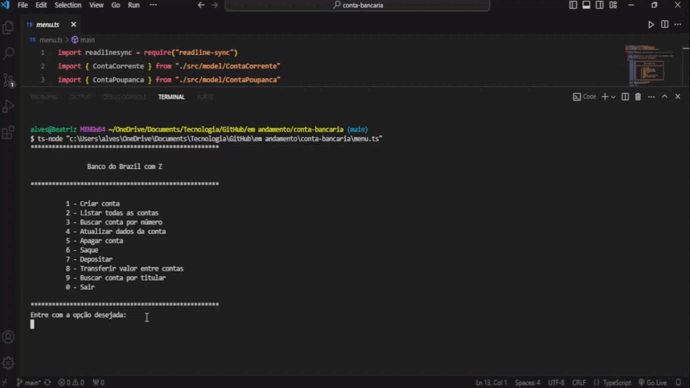 File Edit Selection View Go Run ...
conta-bancaria
menu.ts
menu.ts > main
1 import readlinesync = require("readline-sync")
2 import { ContaCorrente } from "./src/model/ContaCorrente"
3 import { ContaPoupanca } from "./src/model/ContaPoupanca"
PROBLEMS OUTPUT DEBUG CONSOLE TERMINAL PORTS
Code
alves@Beatriz MINGW64 ~/OneDrive/Documents/Tecnologia/GitHub/em andamento/conta-bancaria (main)
$ ts-node "c:\Users\alves\OneDrive\Documents\Tecnologia\GitHub\em andamento\conta-bancaria\menu.ts"
*****************************************************
Banco do Brazil com Z
*****************************************************
1 - Criar conta
2 - Listar todas as contas
3 - Buscar conta por número
4 - Atualizar dados da conta
5 - Apagar conta
6 - Saque
7 - Depositar
8 - Transferir valor entre contas
9 - Buscar conta por titular
0 - Sair
*****************************************************
Entre com a opção desejada:
main* 0 0 0 Ln 13, Col 1 Spaces: 4 UTF-8 CRLF {} TypeScript Go Live